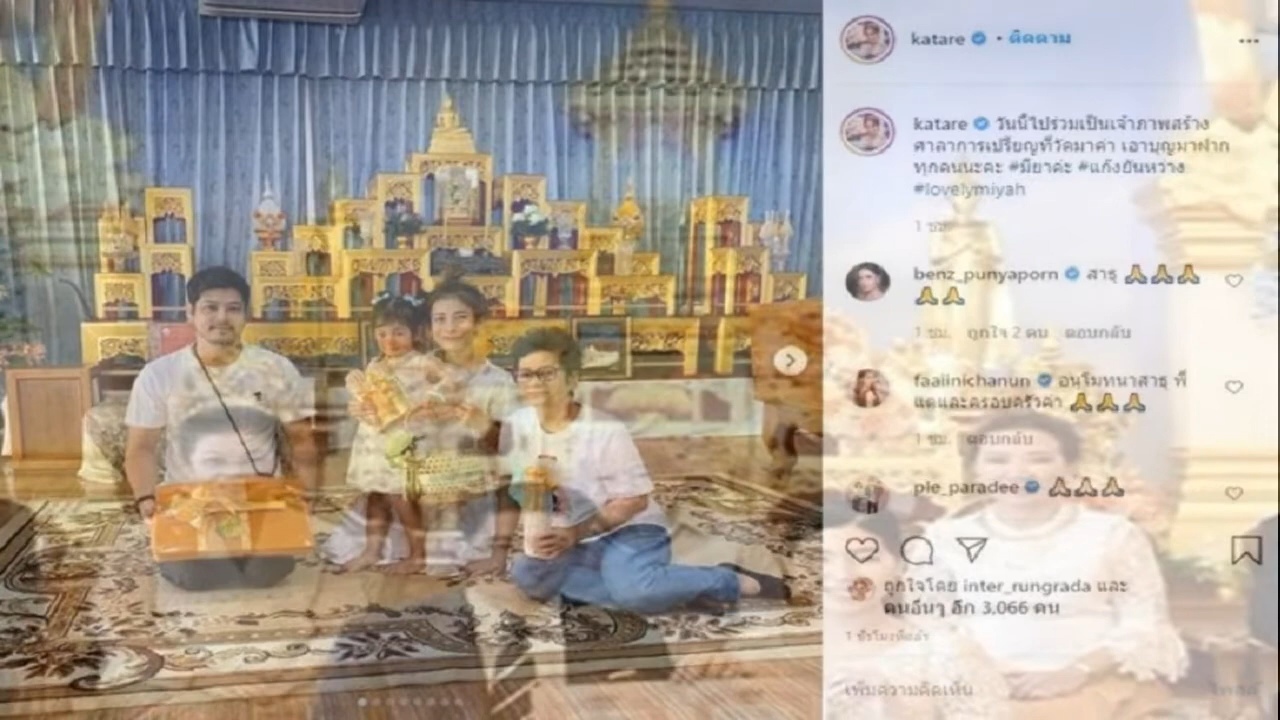 katare • ติดตาม
katare วันนี้ไปร่วมเป็นเจ้าภาพสร้าง
ศาลาการเปรียญที่วัดมาค่า เอาบุญมาฝาก
ทุกคนนะคะ #มียาค่ะ #แก๊งยืนหวาง
#lovelymiyah
1 ชม.
benz_punyaporn สาธุ 🙏🙏🙏
🙏🙏
1 ชม. ถูกใจ 2 คน ตอบกลับ
faaiinichanun อนุโมทนาสาธุ พี่
แตและครอบครัวค่า 🙏🙏🙏
1 ชม. ตอบกลับ
ple_paradee 🙏🙏🙏
ถูกใจโดย inter_rungrada และ
คนอื่นๆ อีก 3,066 คน
1 ชั่วโมงที่แล้ว
เพิ่มความคิดเห็น โพสต์